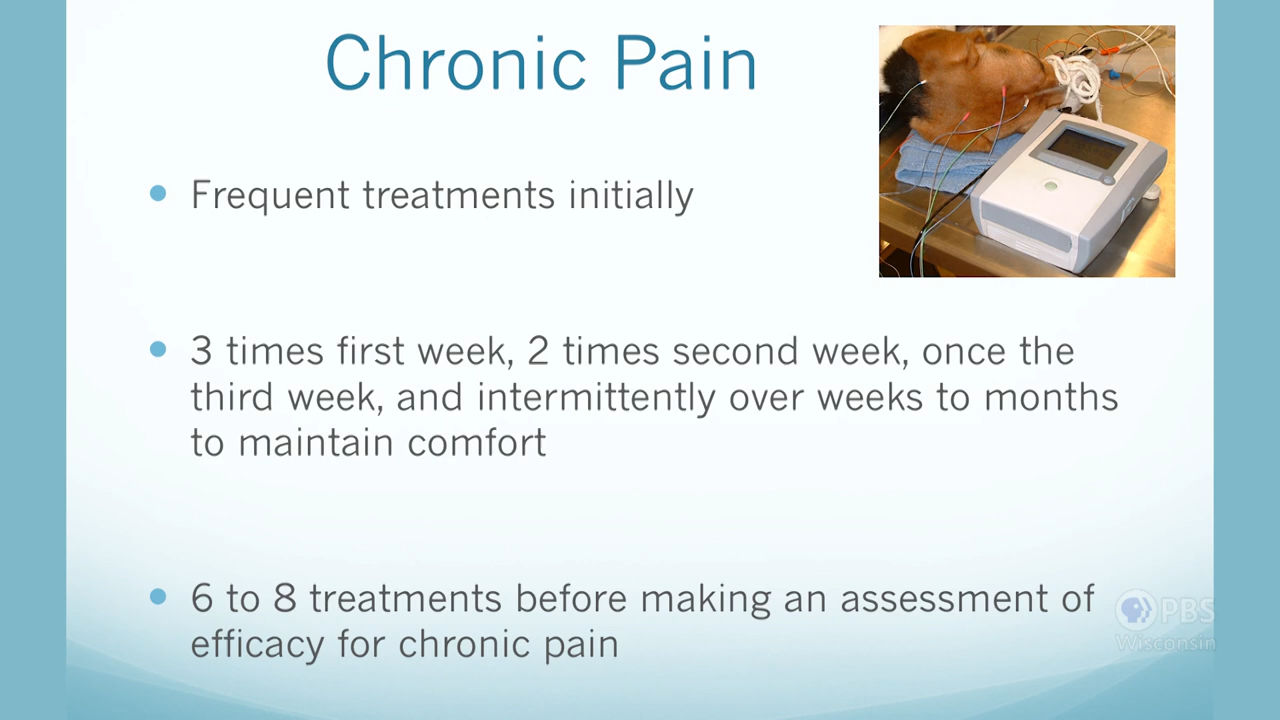 Chronic Pain
Frequent treatments initially
3 times first week, 2 times second week, once the
third week, and intermittently over weeks to months
to maintain comfort
6 to 8 treatments before making an assessment of
efficacy for chronic pain
PBS
Wisconsin